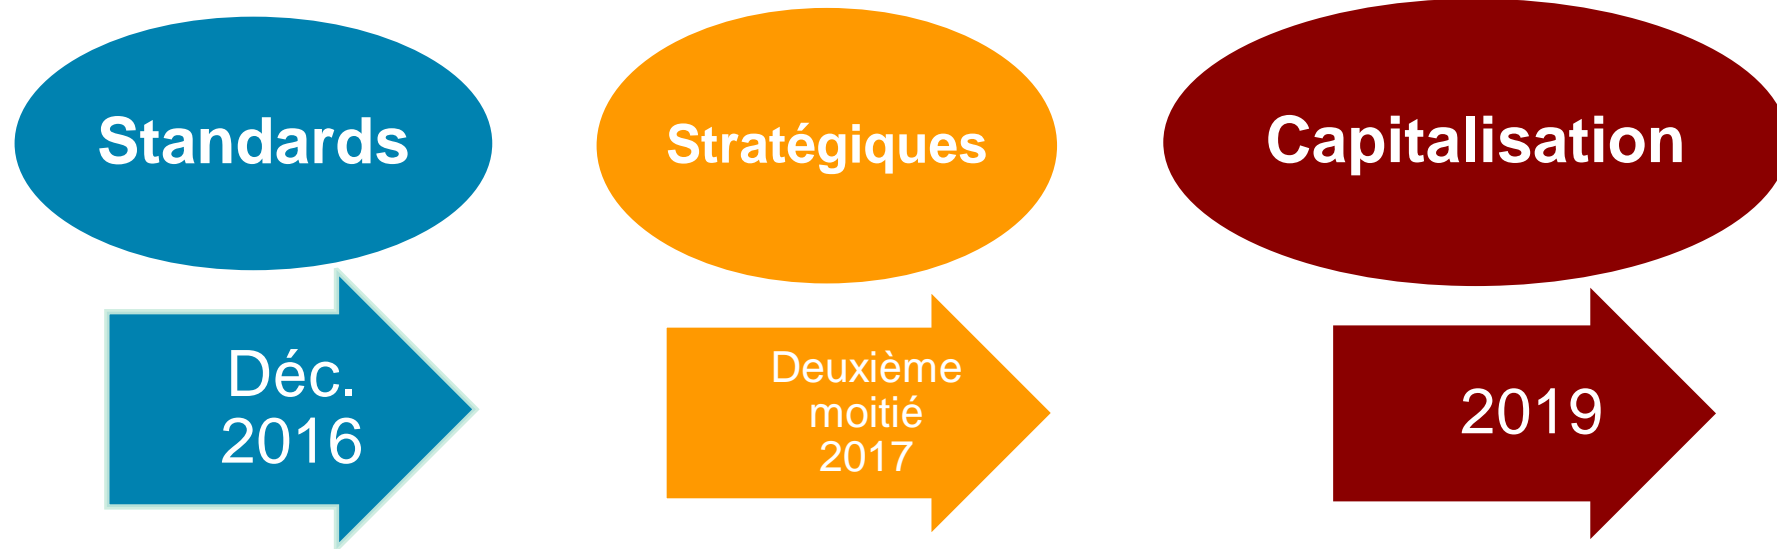 Standards
Stratégiques
Capitalisation
Déc.
2016
Deuxième
moitié
2017
2019